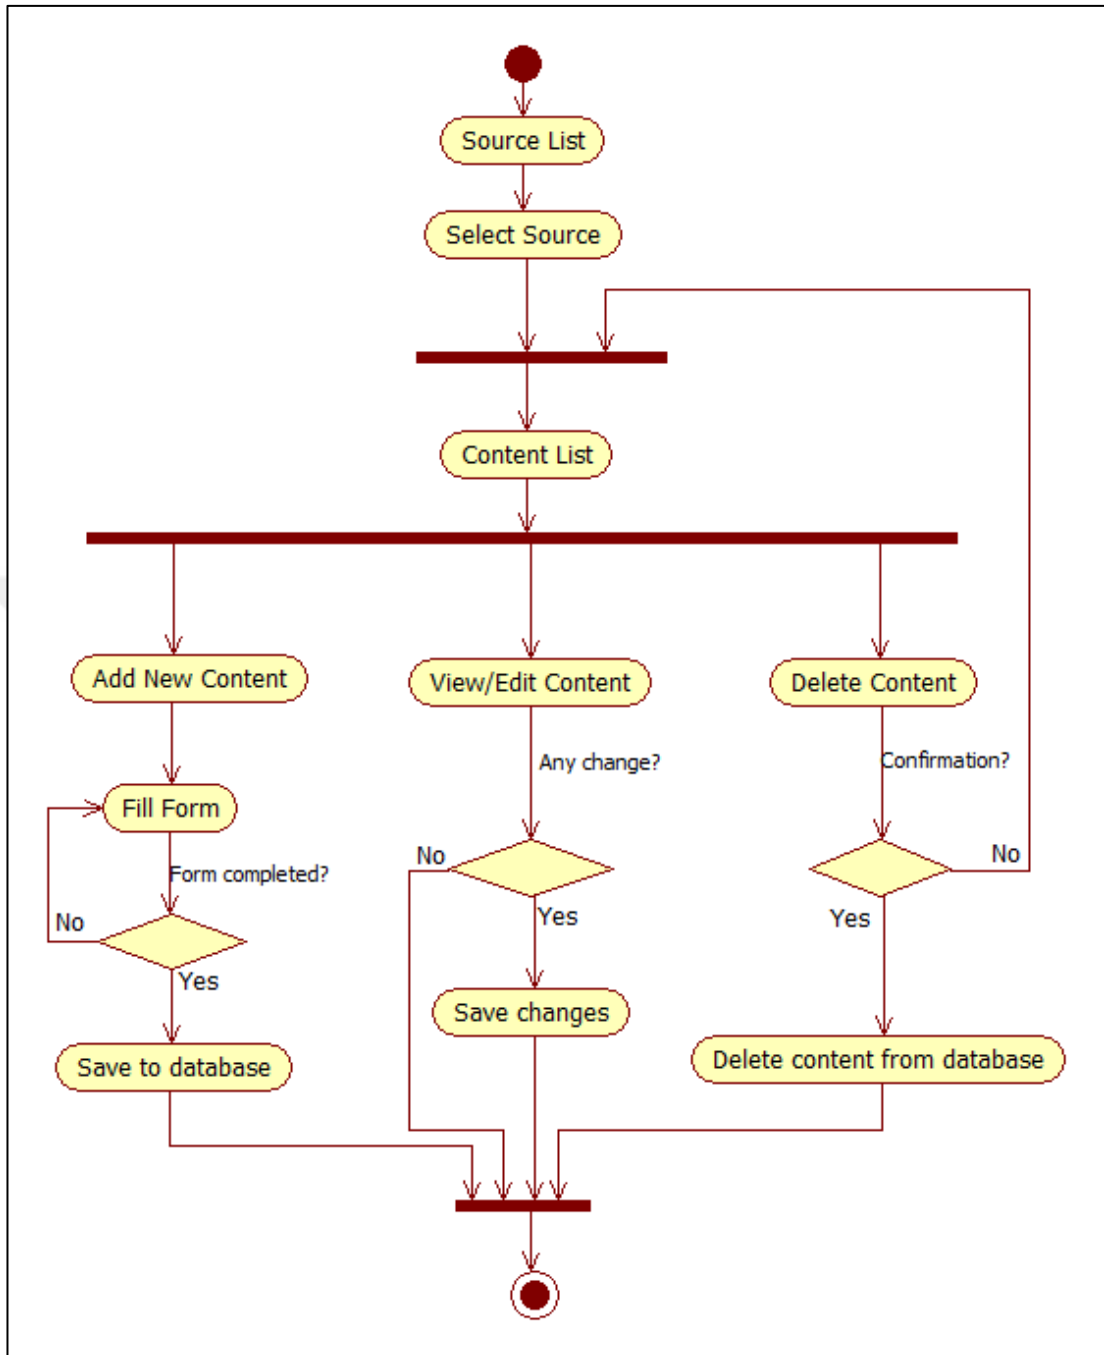 Source List
Select Source
Content List
Add New Content
View/Edit Content
Delete Content
Any change?
Confirmation?
Fill Form
Form completed?
No
No
No
Yes
Yes
Yes
Save changes
Save to database
Delete content from database